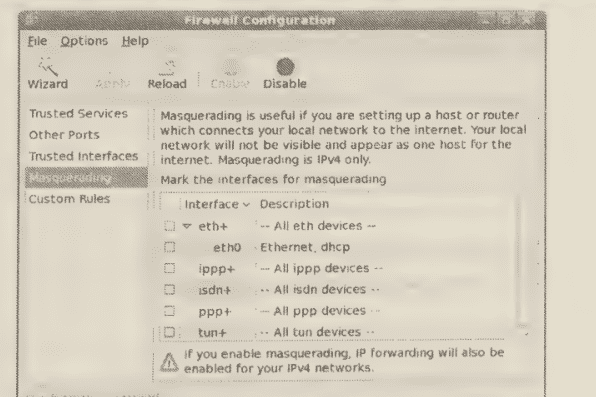 Firewall Configuration
File Options Help
Wizard Apply Reload Enable Disable
Trusted Services
Other Ports
Trusted Interfaces
Masquerading
Custom Rules
Masquerading is useful if you are setting up a host or router
which connects your local network to the internet. Your local
network will not be visible and appear as one host for the
internet. Masquerading is IPv4 only.
Mark the interfaces for masquerading
Interface Description
eth+ -- All eth devices --
eth0 Ethernet, dhcp
ippp+ -- All ippp devices --
isdn+ -- All isdn devices --
ppp+ -- All ppp devices --
tun+ -- All tun devices --
If you enable masquerading, IP forwarding will also be
enabled for your IPv4 networks.